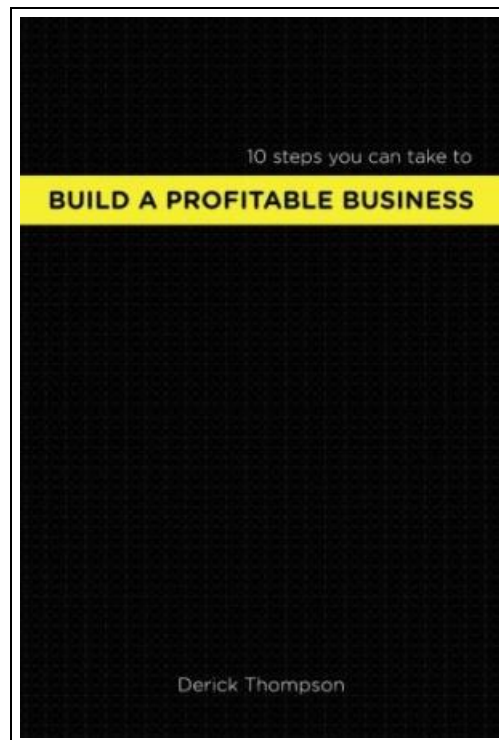 10 steps you can take to
BUILD A PROFITABLE BUSINESS
Derick Thompson